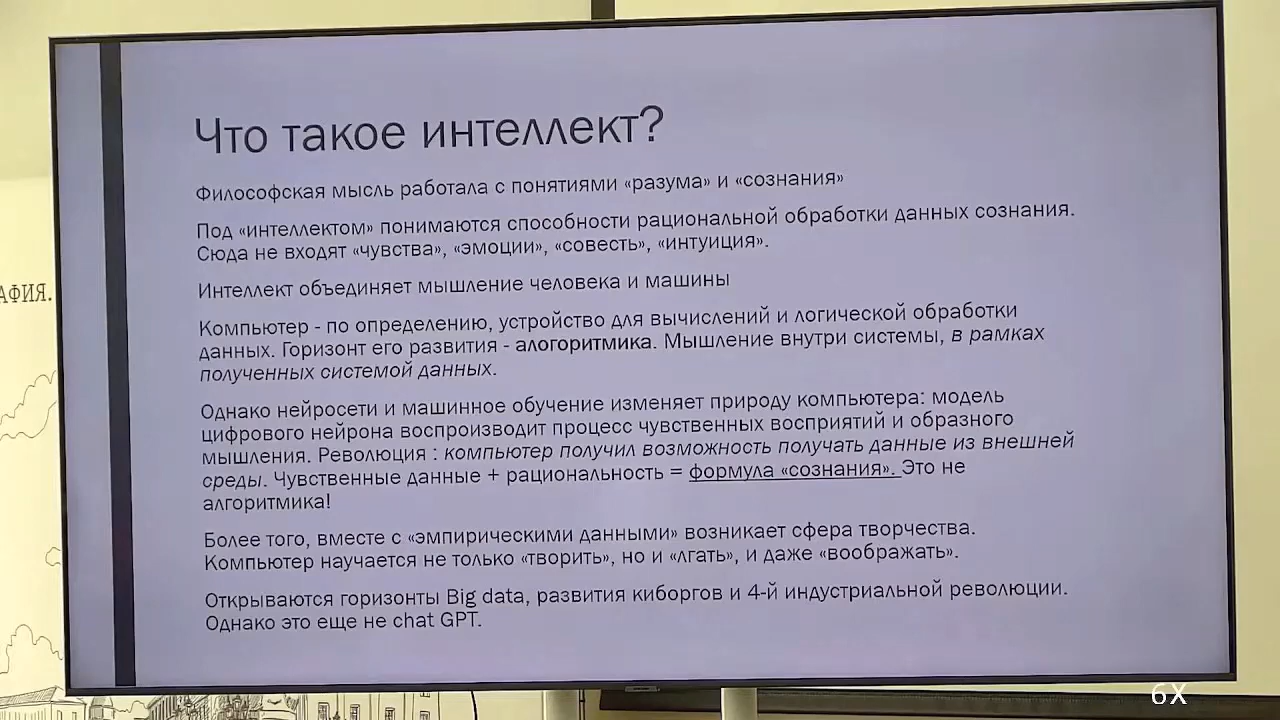 Что такое интеллект?
Философская мысль работала с понятиями «разума» и «сознания»
Под «интеллектом» понимаются способности рациональной обработки данных сознания.
Сюда не входят «чувства», «эмоции», «совесть», «интуиция».
Интеллект объединяет мышление человека и машины
Компьютер - по определению, устройство для вычислений и логической обработки
данных. Горизонт его развития - алогоритмика. Мышление внутри системы, в рамках
полученных системой данных.
Однако нейросети и машинное обучение изменяет природу компьютера: модель
цифрового нейрона воспроизводит процесс чувственных восприятий и образного
мышления. Революция : компьютер получил возможность получать данные из внешней
среды. Чувственные данные + рациональность = формула «сознания». Это не
алгоритмика!
Более того, вместе с «эмпирическими данными» возникает сфера творчества.
Компьютер научается не только «творить», но и «лгать», и даже «воображать».
Открываются горизонты Big data, развития киборгов и 4-й индустриальной революции.
Однако это еще не chat GPT.
АФИЯ.
6X